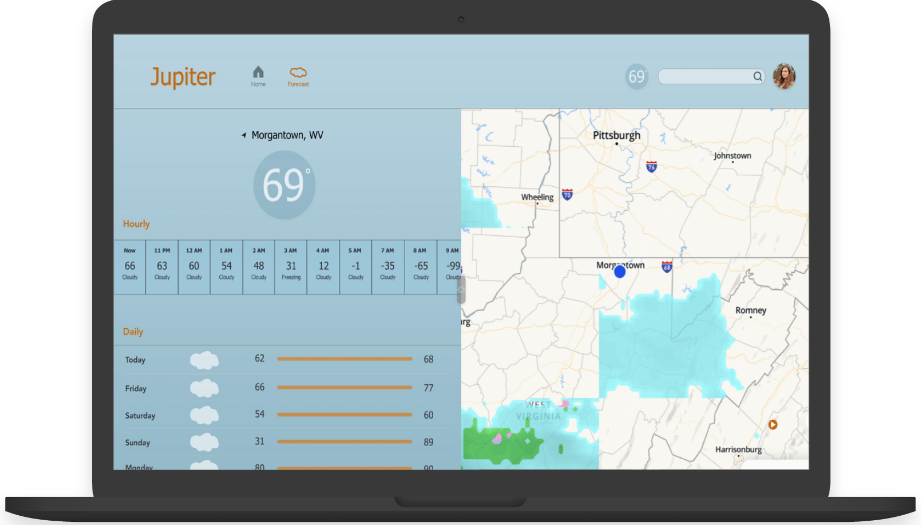 Jupiter
Home
Forecast
69
Morgantown, WV
69°
Hourly
Now 11 PM 12 AM 1 AM 2 AM 3 AM 4 AM 5 AM 7 AM 8 AM 9 AM
66 63 60 54 48 31 12 -1 -35 -65 -99
Cloudy Cloudy Cloudy Cloudy Cloudy Freezing Cloudy Cloudy Cloudy Cloudy Cloudy
Daily
Today 62 68
Friday 66 77
Saturday 54 60
Sunday 31 89
Monday 80 90
Pittsburgh
76
Johnstown
Wheeling
70
Morgantown
68
Romney
rg
WEST
VIRGINIA
Harrisonburg